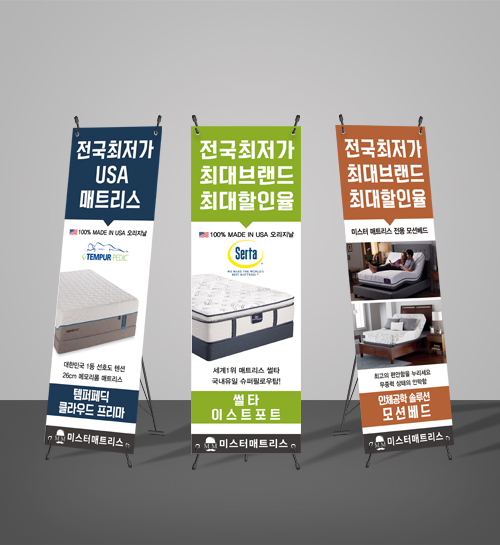 전국최저가
USA
매트리스
100% MADE IN USA 오리지날
TEMPUR-PEDIC
대한민국 1등 선호도 텐션
26cm 메모리폼 매트리스
템퍼페딕
클라우드 프리마
미스터매트리스
전국최저가
최대브랜드
최대할인율
100% MADE IN USA 오리지날
Serta
WE MAKE THE WORLD'S
BEST MATTRESS
세계1위 매트리스 썰타
국내유일 슈퍼필로우탑!
썰타
이스트포트
미스터매트리스
전국최저가
최대브랜드
최대할인율
미스터 매트리스 전용 모션베드
최고의 편안함을 누리세요
무중력 상태의 안락함
인체공학 솔루션
모션베드
미스터매트리스